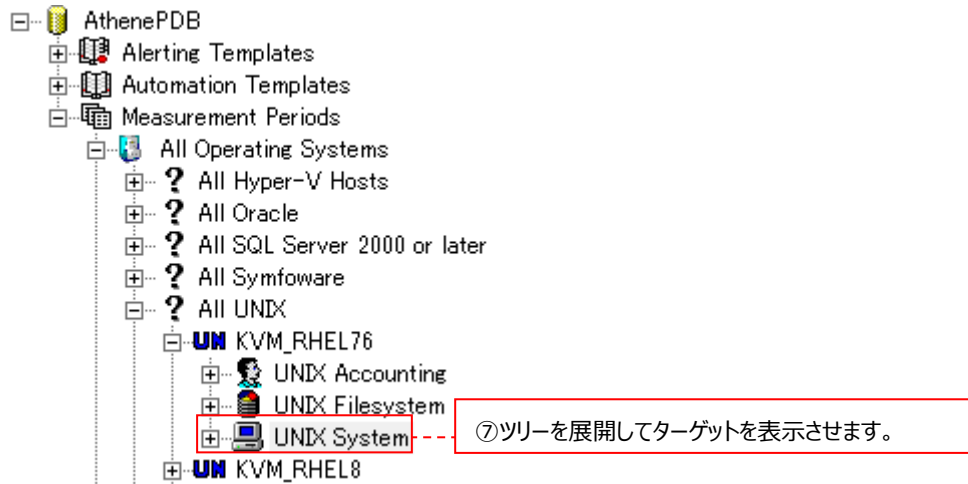 AthenePDB
Alerting Templates
Automation Templates
Measurement Periods
All Operating Systems
? All Hyper-V Hosts
? All Oracle
? All SQL Server 2000 or later
? All Symfoware
? All UNIX
UN KVM_RHEL76
UNIX Accounting
UNIX Filesystem
UNIX System
⑦ツリーを展開してターゲットを表示させます。
UN KVM_RHEL8